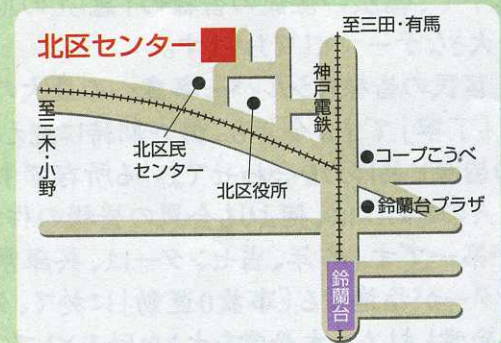 北区センター
至三田・有馬
神戸電鉄
至三木・小野
北区民
センター
北区役所
コープこうべ
鈴蘭台プラザ
鈴蘭台